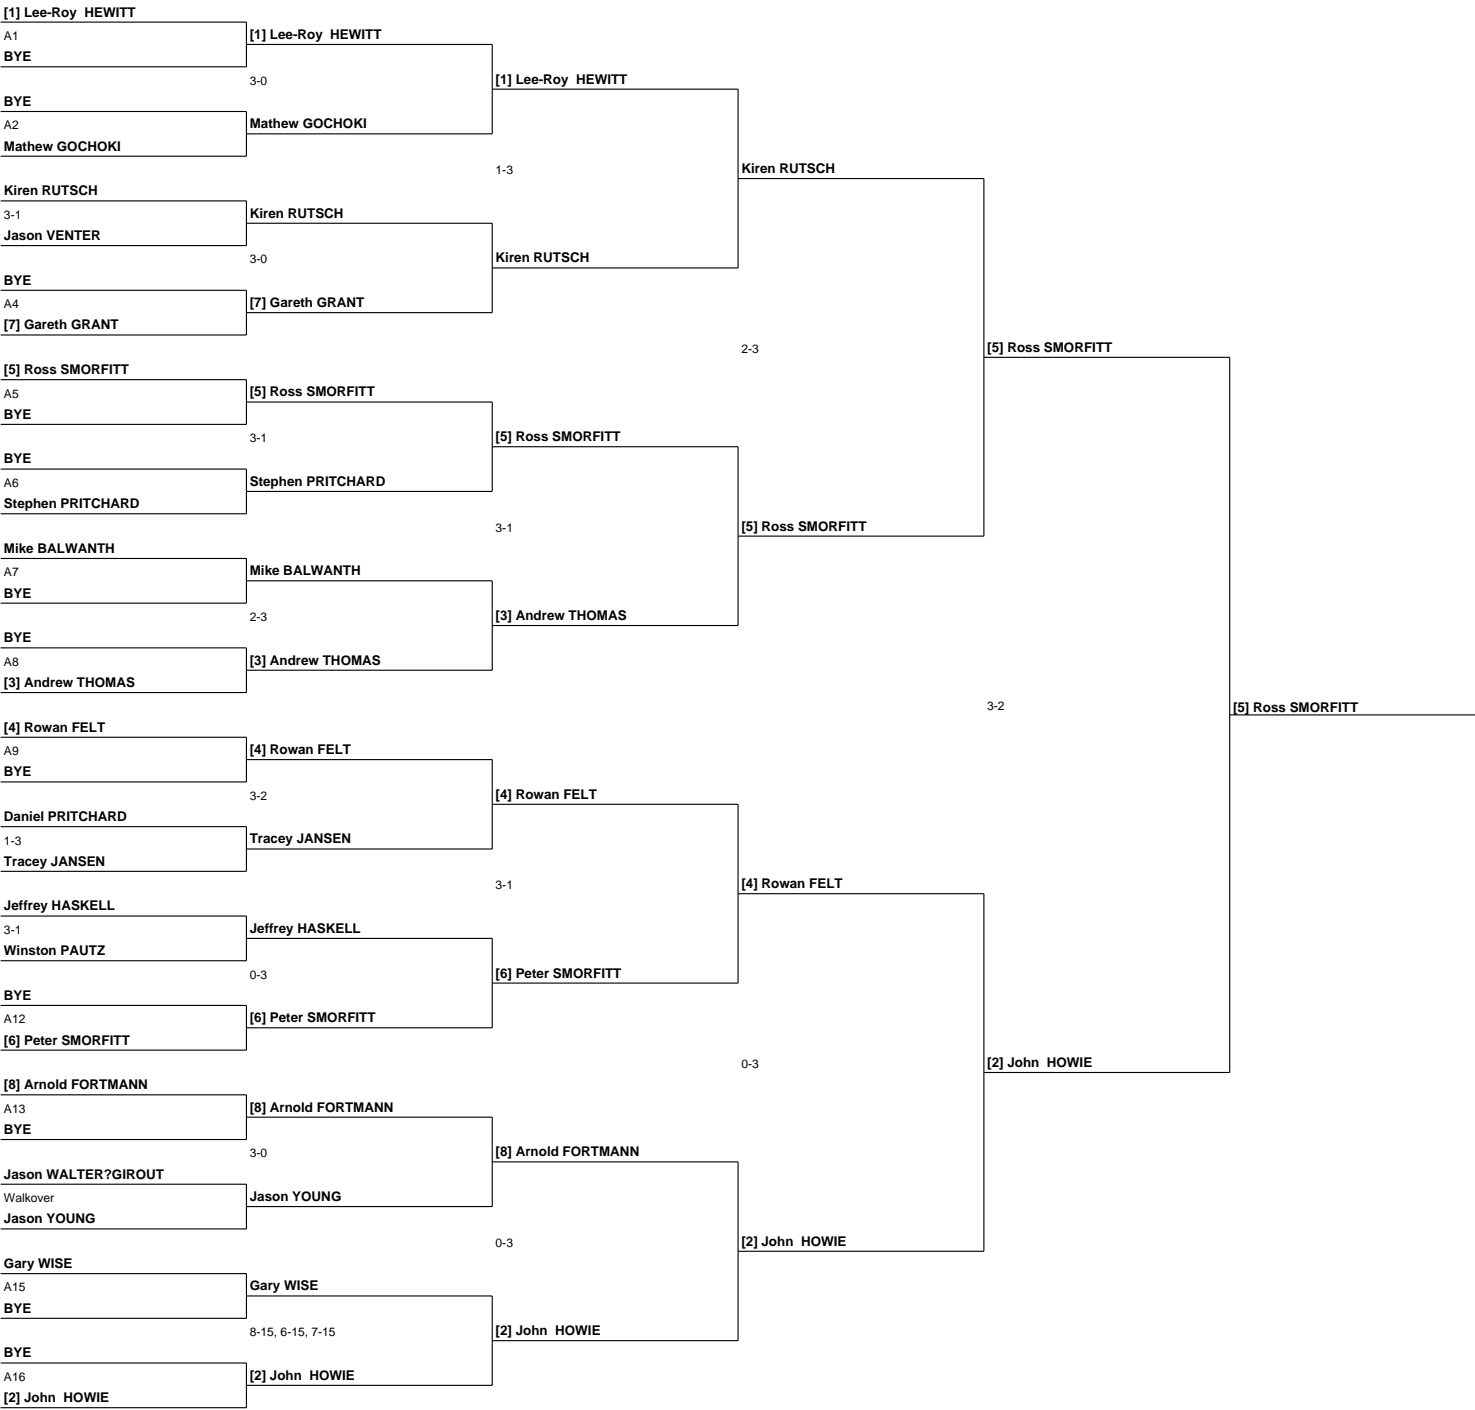 [1] Lee-Roy  HEWITT
A1
BYE
[1] Lee-Roy  HEWITT
3-0
[1] Lee-Roy  HEWITT
BYE
A2
Mathew GOCHOKI
Mathew GOCHOKI
1-3
Kiren RUTSCH
Kiren RUTSCH
3-1
Jason VENTER
Kiren RUTSCH
3-0
Kiren RUTSCH
BYE
A4
[7] Gareth GRANT
[7] Gareth GRANT
2-3
[5] Ross SMORFITT
[5] Ross SMORFITT
A5
BYE
[5] Ross SMORFITT
3-1
[5] Ross SMORFITT
BYE
A6
Stephen PRITCHARD
Stephen PRITCHARD
3-1
[5] Ross SMORFITT
Mike BALWANTH
A7
BYE
Mike BALWANTH
2-3
[3] Andrew THOMAS
BYE
A8
[3] Andrew THOMAS
[3] Andrew THOMAS
3-2
[5] Ross SMORFITT
[4] Rowan FELT
A9
BYE
[4] Rowan FELT
3-2
[4] Rowan FELT
Daniel PRITCHARD
1-3
Tracey JANSEN
Tracey JANSEN
3-1
[4] Rowan FELT
Jeffrey HASKELL
3-1
Winston PAUTZ
Jeffrey HASKELL
0-3
[6] Peter SMORFITT
BYE
A12
[6] Peter SMORFITT
[6] Peter SMORFITT
0-3
[2] John  HOWIE
[8] Arnold FORTMANN
A13
BYE
[8] Arnold FORTMANN
3-0
[8] Arnold FORTMANN
Jason WALTER?GIROUT
Walkover
Jason YOUNG
Jason YOUNG
0-3
[2] John  HOWIE
Gary WISE
A15
BYE
Gary WISE
8-15, 6-15, 7-15
[2] John  HOWIE
BYE
A16
[2] John  HOWIE
[2] John  HOWIE